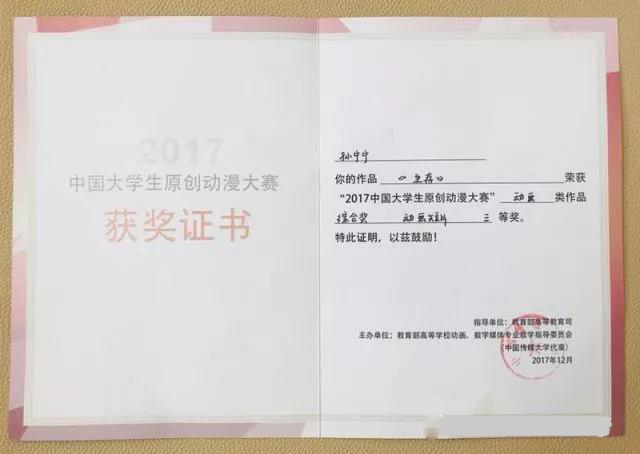 2017
中国大学生原创动漫大赛
获奖证书
孙宁宁
你的作品 《生存》 荣获
“2017中国大学生原创动漫大赛” 动画 类作品
综合奖 动画短片 三 等奖。
特此证明，以兹鼓励！
指导单位：教育部高等教育司
主办单位：教育部高等学校动画、数字媒体专业教学指导委员会
（中国传媒大学代章）
2017年12月